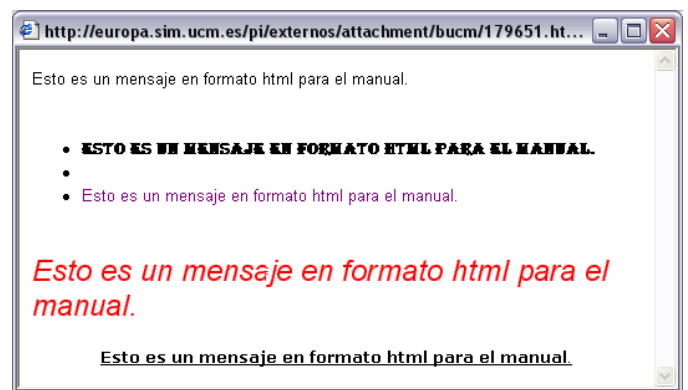 http://europa.sim.ucm.es/pi/externos/attachment/bucm/179651.ht...
Esto es un mensaje en formato html para el manual.
ESTO ES UN MENSAJE EN FORMATO HTML PARA EL MANUAL.
Esto es un mensaje en formato html para el manual.
Esto es un mensaje en formato html para el
manual.
Esto es un mensaje en formato html para el manual.